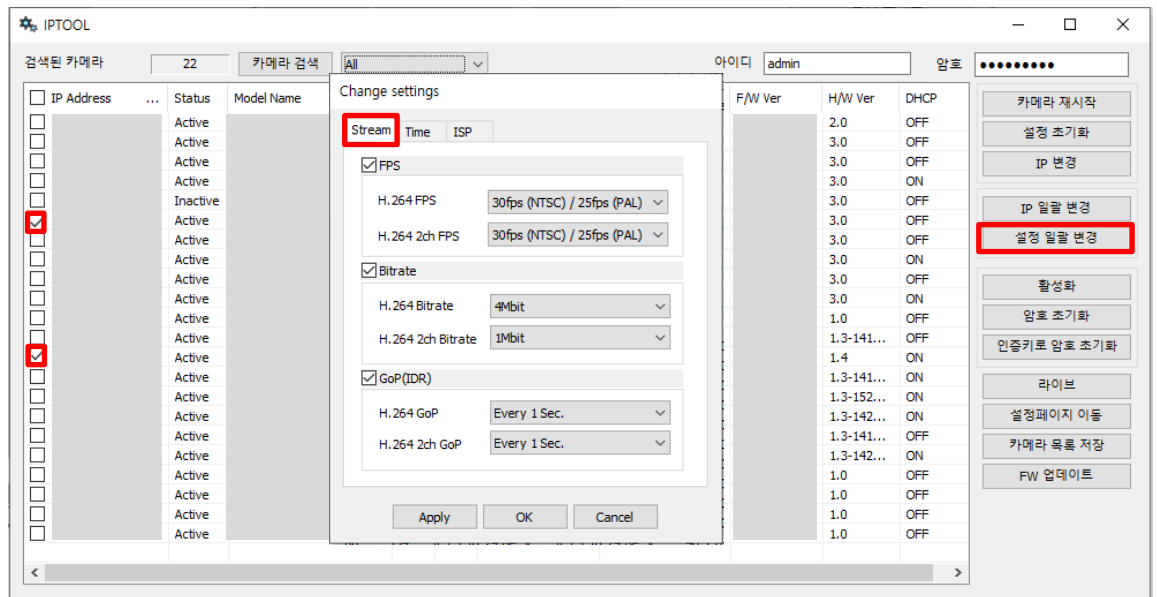 IPTOOL
검색된 카메라 22 카메라 검색 All 아이디 admin 암호 ●●●●●●●●●
IP Address ... Status Model Name F/W Ver H/W Ver DHCP
Active 2.0 OFF
Active 3.0 OFF
Active 3.0 OFF
Active 3.0 ON
Inactive 3.0 OFF
Active 3.0 OFF
Active 3.0 OFF
Active 3.0 ON
Active 3.0 OFF
Active 3.0 ON
Active 1.0 OFF
Active 1.3-141... OFF
Active 1.4 ON
Active 1.3-141... ON
Active 1.3-152... ON
Active 1.3-142... ON
Active 1.3-141... OFF
Active 1.3-142... ON
Active 1.0 OFF
Active 1.0 OFF
Active 1.0 OFF
Active 1.0 OFF
Change settings
Stream Time ISP
FPS
H.264 FPS 30fps (NTSC) / 25fps (PAL)
H.264 2ch FPS 30fps (NTSC) / 25fps (PAL)
Bitrate
H.264 Bitrate 4Mbit
H.264 2ch Bitrate 1Mbit
GoP(IDR)
H.264 GoP Every 1 Sec.
H.264 2ch GoP Every 1 Sec.
Apply OK Cancel
카메라 재시작
설정 초기화
IP 변경
IP 일괄 변경
설정 일괄 변경
활성화
암호 초기화
인증키로 암호 초기화
라이브
설정페이지 이동
카메라 목록 저장
FW 업데이트